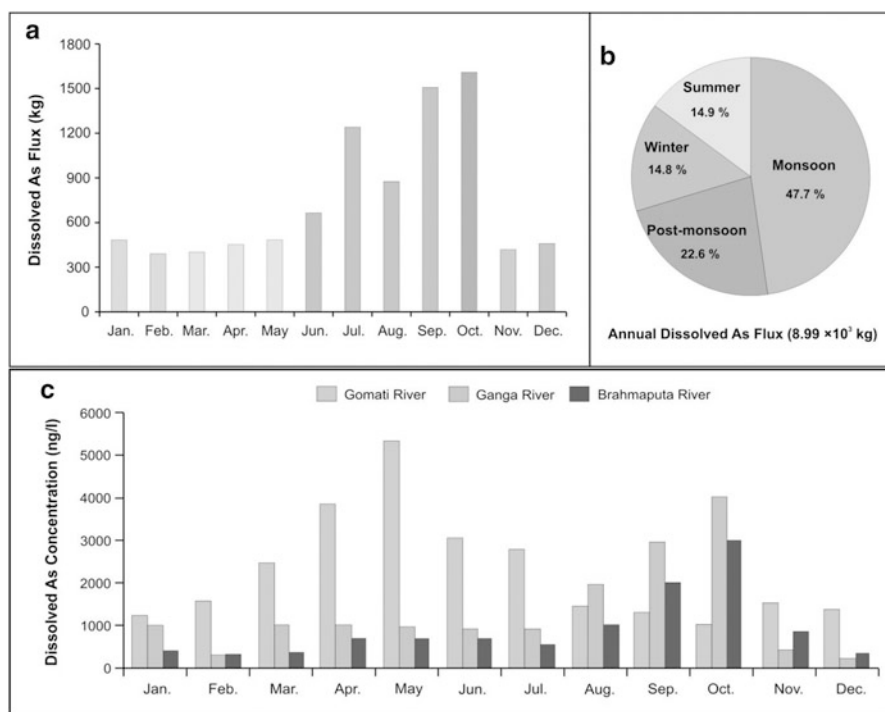 a
Dissolved As Flux (kg)
1800
1500
1200
900
600
300
0
Jan. Feb. Mar. Apr. May Jun. Jul. Aug. Sep. Oct. Nov. Dec.
b
Summer
14.9 %
Winter
14.8 %
Monsoon
47.7 %
Post-monsoon
22.6 %
Annual Dissolved As Flux (8.99 ×10³ kg)
c
Gomati River Ganga River Brahmaputa River
Dissolved As Concentration (ng/l)
6000
5000
4000
3000
2000
1000
0
Jan. Feb. Mar. Apr. May Jun. Jul. Aug. Sep. Oct. Nov. Dec.